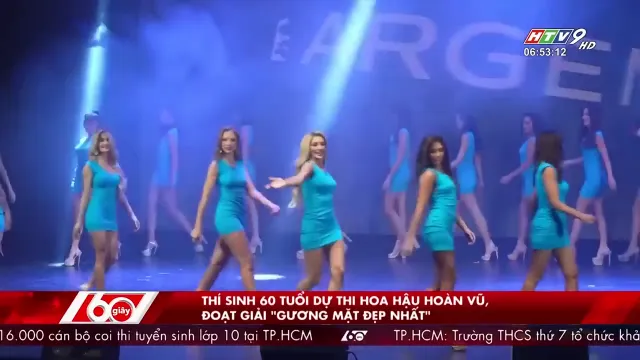 ARGEN
HTV9 HD
06:53:12
60 giây
THÍ SINH 60 TUỔI DỰ THI HOA HẬU HOÀN VŨ,
ĐOẠT GIẢI "GƯƠNG MẶT ĐẸP NHẤT"
16.000 cán bộ coi thi tuyển sinh lớp 10 tại TP.HCM TP.HCM: Trường THCS thứ 7 tổ chức khả